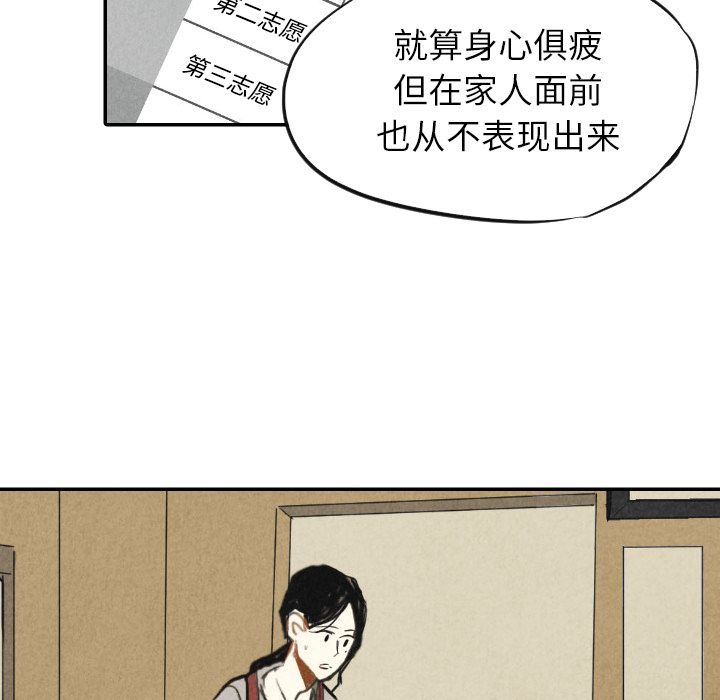 第二志愿
第三志愿
就算身心俱疲
但在家人面前
也从不表现出来